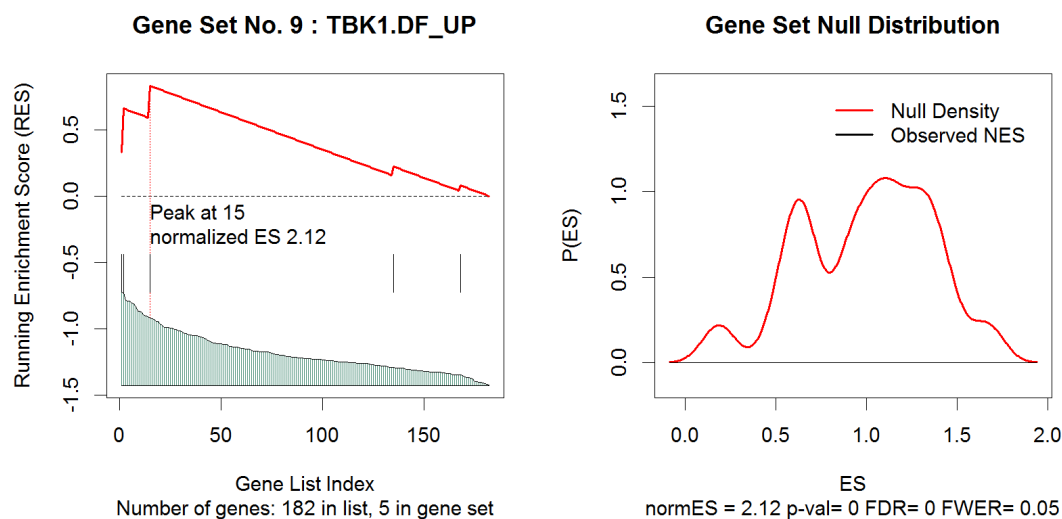 Gene Set No. 9 : TBK1.DF_UP
Running Enrichment Score (RES)
0.5
0.0
-0.5
-1.0
-1.5
Peak at 15
normalized ES 2.12
0
50
100
150
Gene List Index
Number of genes: 182 in list, 5 in gene set
Gene Set Null Distribution
P(ES)
1.5
1.0
0.5
0.0
Null Density
Observed NES
0.0
0.5
1.0
1.5
2.0
ES
normES = 2.12 p-val= 0 FDR= 0 FWER= 0.05